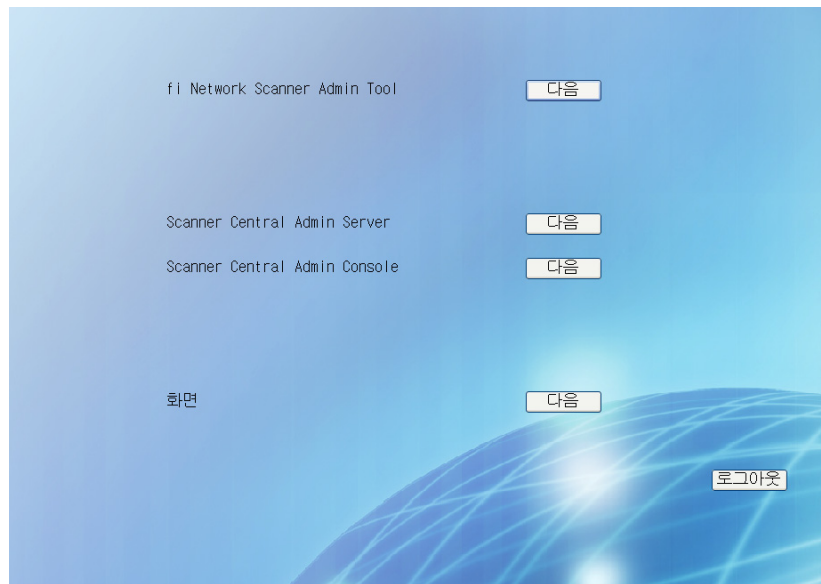 fi Network Scanner Admin Tool 다음
Scanner Central Admin Server 다음
Scanner Central Admin Console 다음
화면 다음
로그아웃